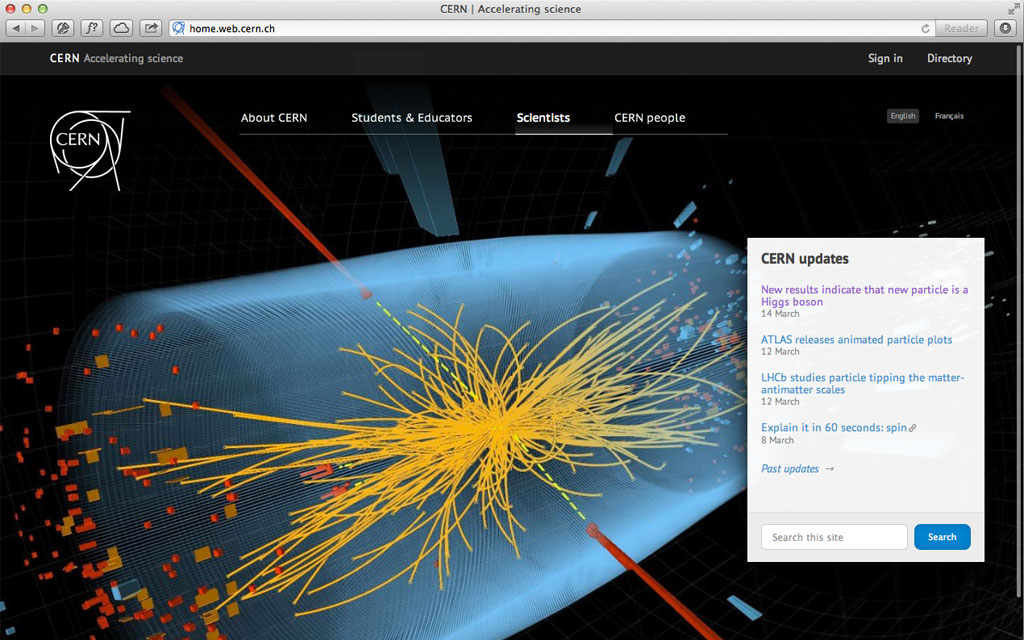 CERN | Accelerating science
home.web.cern.ch
Reader
CERN Accelerating science
Sign in
Directory
CERN
About CERN
Students & Educators
Scientists
CERN people
English
Français
CERN updates
New results indicate that new particle is a
Higgs boson
14 March
ATLAS releases animated particle plots
12 March
LHCb studies particle tipping the matter-
antimatter scales
12 March
Explain it in 60 seconds: spin
8 March
Past updates →
Search this site
Search